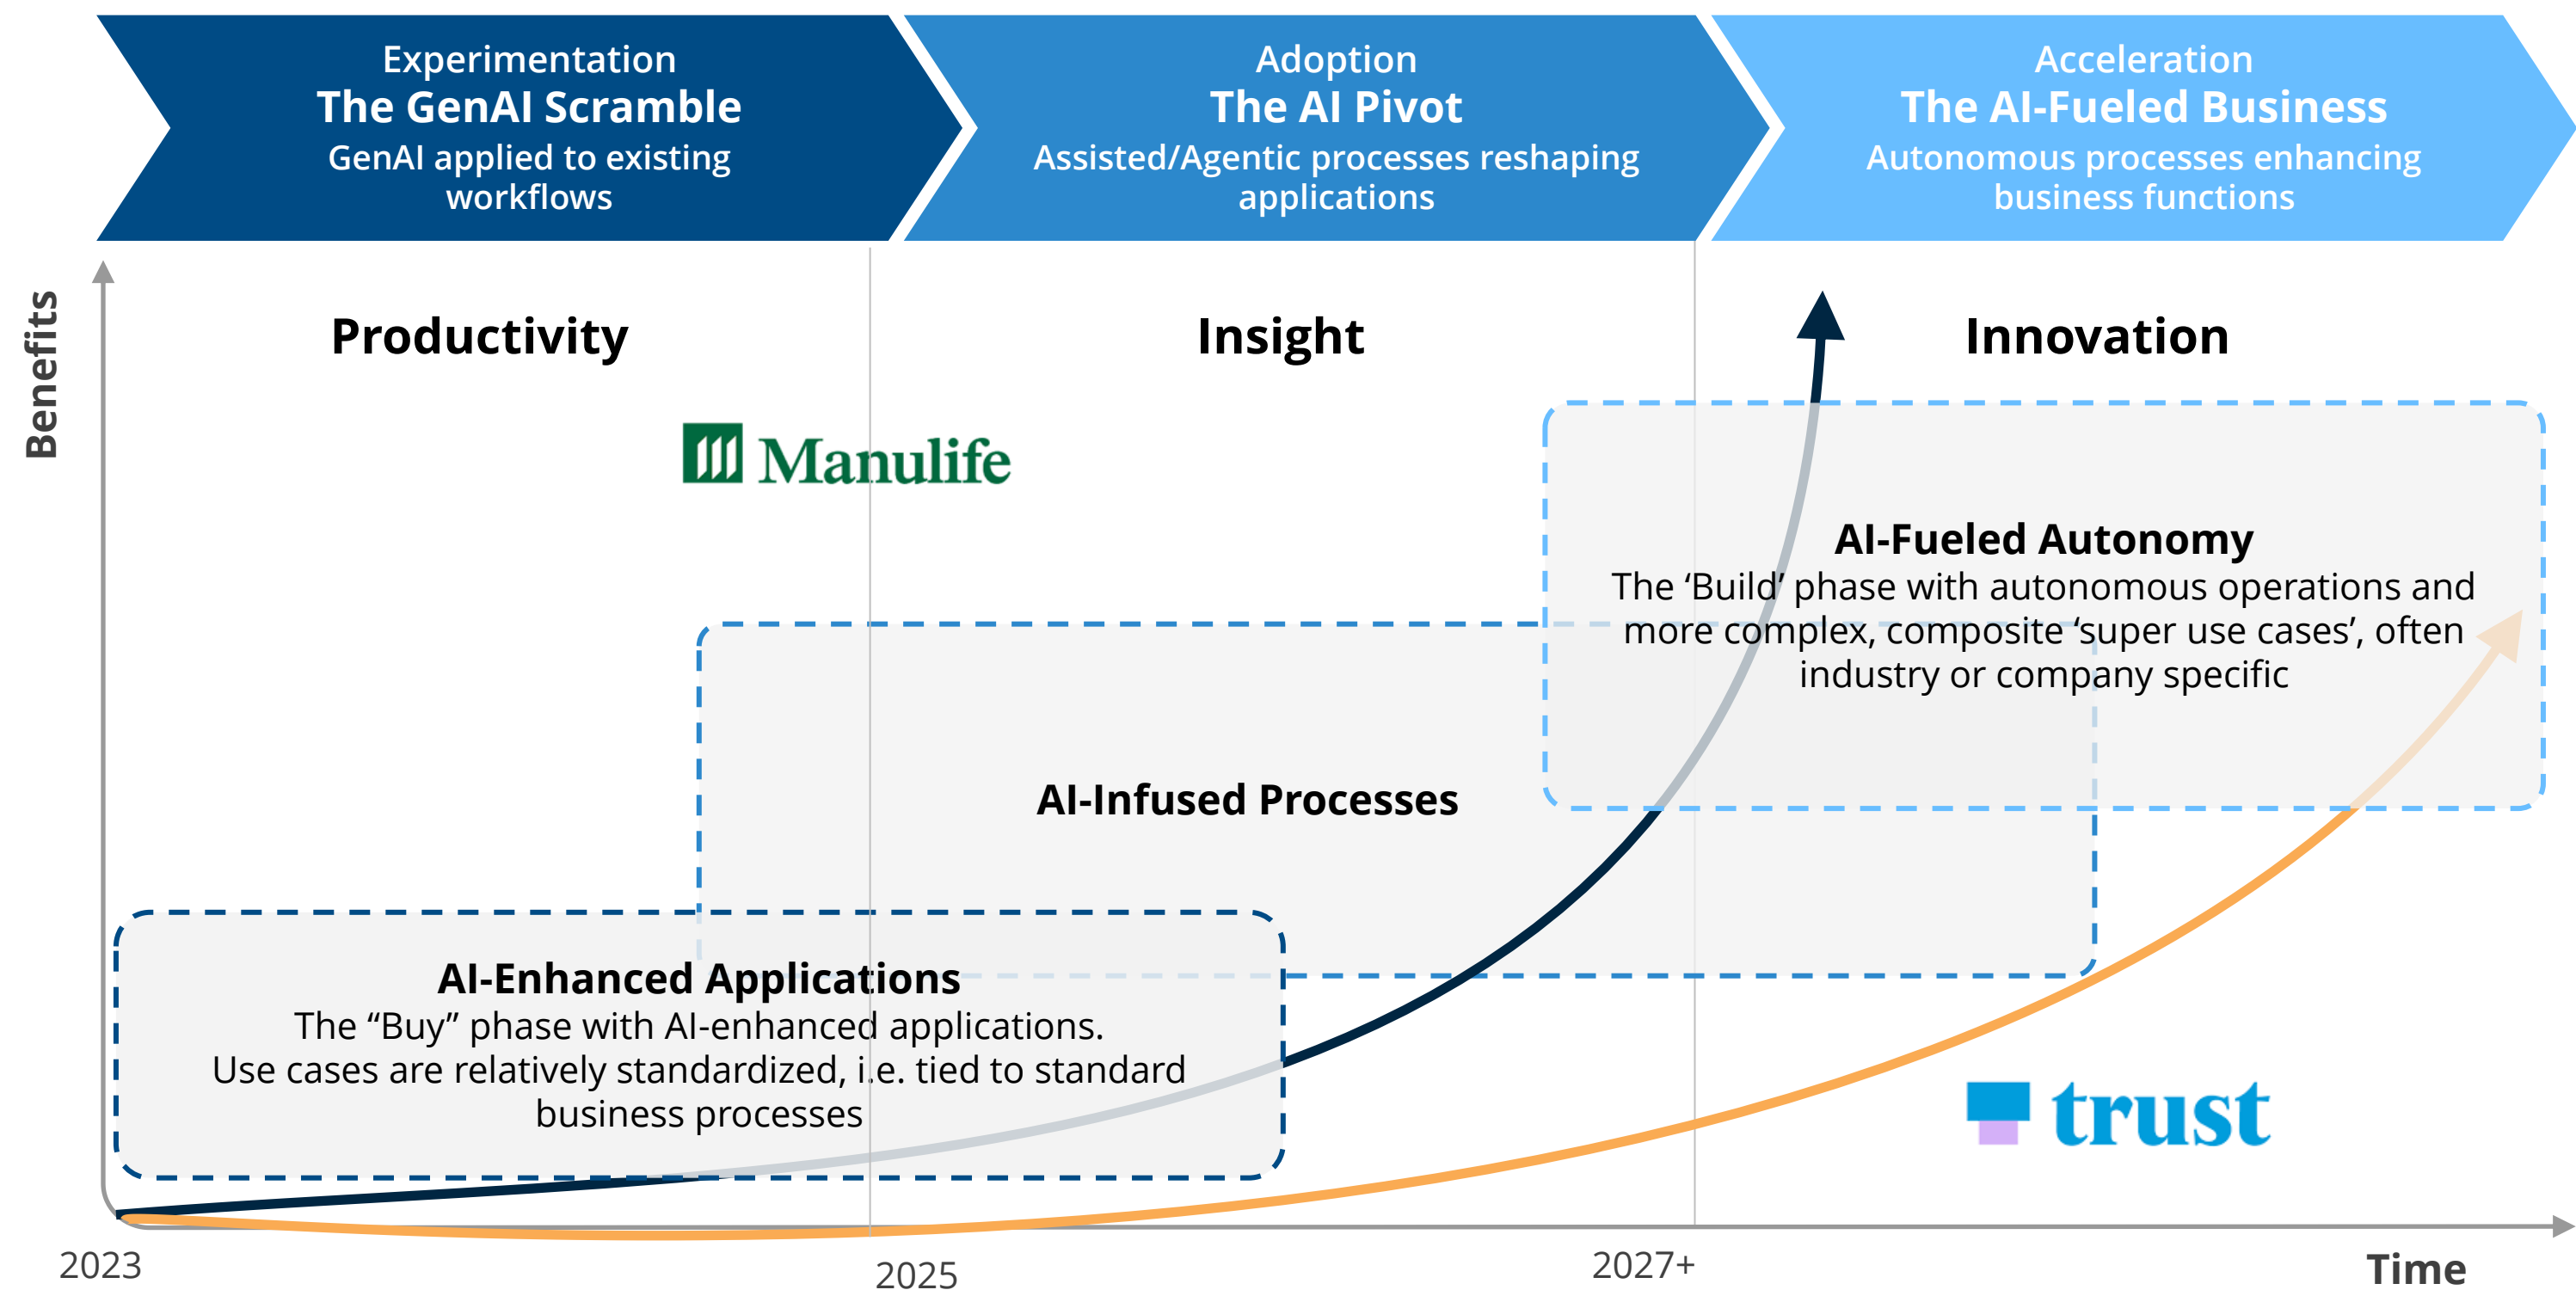 Experimentation
The GenAI Scramble
GenAI applied to existing
workflows
Adoption
The AI Pivot
Assisted/Agentic processes reshaping
applications
Acceleration
The AI-Fueled Business
Autonomous processes enhancing
business functions
Benefits
Productivity
Insight
Innovation
Manulife
AI-Fueled Autonomy
The ‘Build’ phase with autonomous operations and
more complex, composite ‘super use cases’, often
industry or company specific
AI-Infused Processes
AI-Enhanced Applications
The “Buy” phase with AI-enhanced applications.
Use cases are relatively standardized, i.e. tied to standard
business processes
trust
2023
2025
2027+
Time